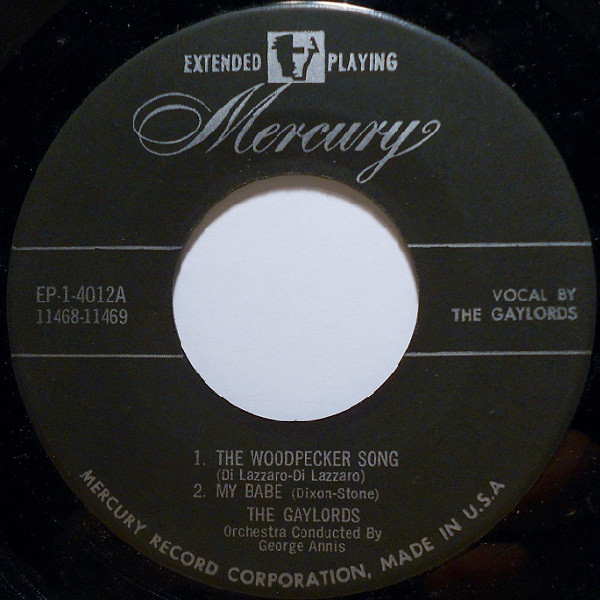 EXTENDED PLAYING
Mercury
EP-1-4012A
11468-11469
VOCAL BY
THE GAYLORDS
1. THE WOODPECKER SONG
(Di Lazzaro-Di Lazzaro)
2. MY BABE (Dixon-Stone)
THE GAYLORDS
Orchestra Conducted By
George Annis
MERCURY RECORD CORPORATION, MADE IN U.S.A